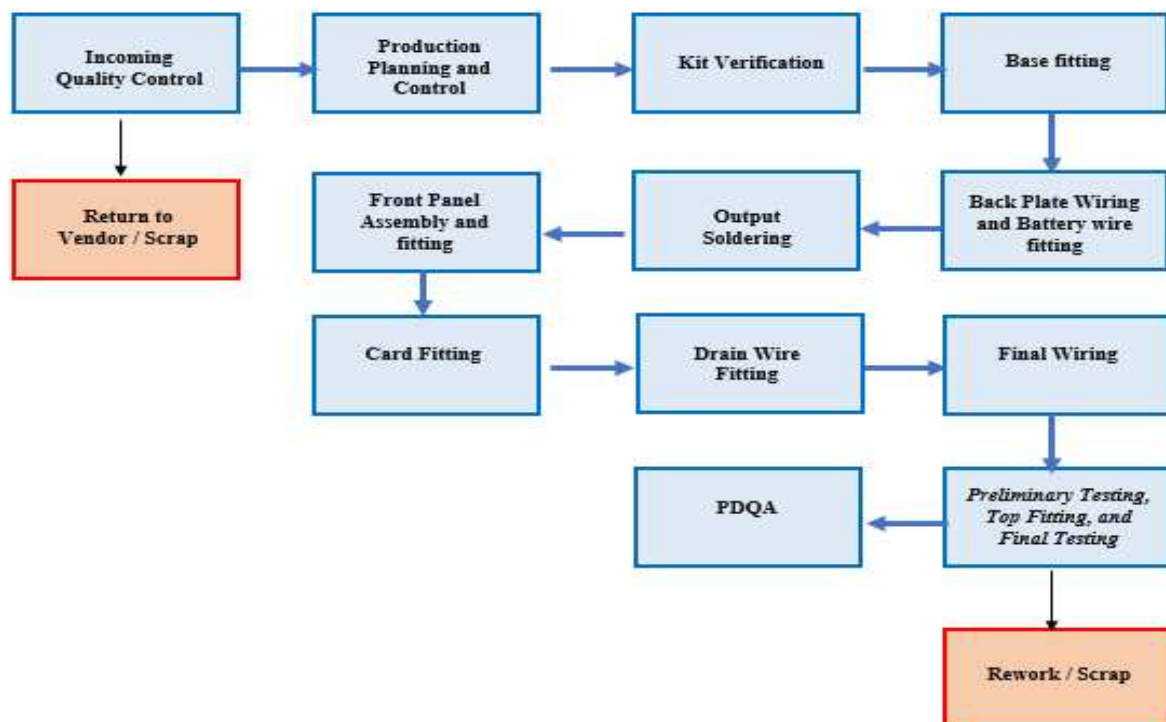 Incoming
Quality Control
Production
Planning and
Control
Kit Verification
Base fitting
Return to
Vendor / Scrap
Front Panel
Assembly and
fitting
Output
Soldering
Back Plate Wiring
and Battery wire
fitting
Card Fitting
Drain Wire
Fitting
Final Wiring
PDQA
Preliminary Testing,
Top Fitting, and
Final Testing
Rework / Scrap